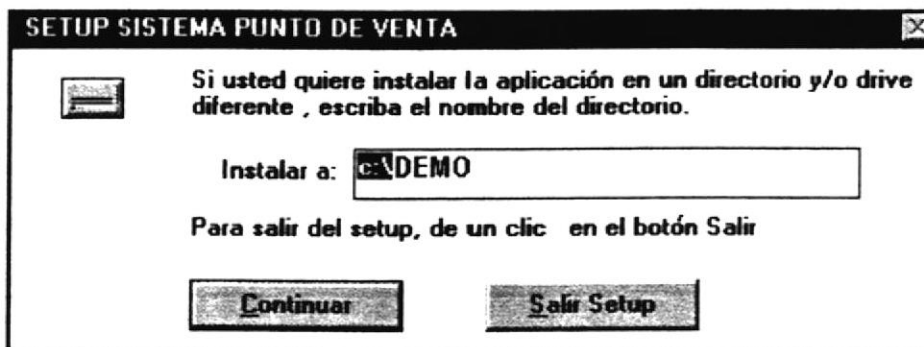 SETUP SISTEMA PUNTO DE VENTA
Si usted quiere instalar la aplicación en un directorio y/o drive
diferente , escriba el nombre del directorio.
Instalar a: c:\DEMO
Para salir del setup, de un clic en el botón Salir
Continuar Salir Setup